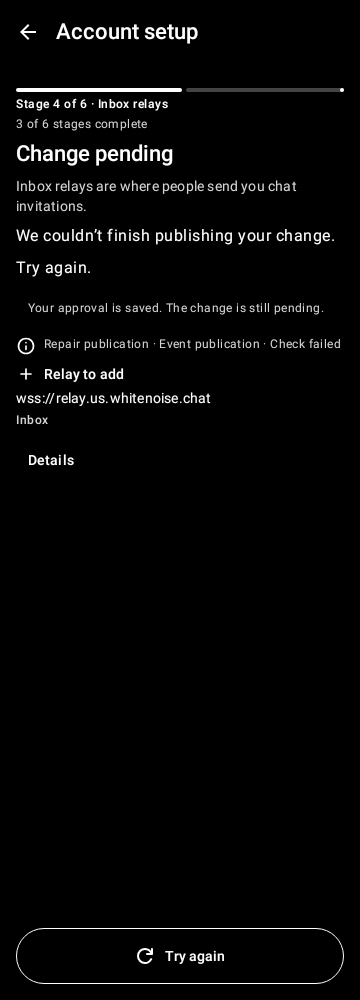 Account setup
Stage 4 of 6 · Inbox relays
3 of 6 stages complete
Change pending
Inbox relays are where people send you chat
invitations.
We couldn’t finish publishing your change.
Try again.
Your approval is saved. The change is still pending.
Repair publication · Event publication · Check failed
Relay to add
wss://relay.us.whitenoise.chat
Inbox
Details
Try again